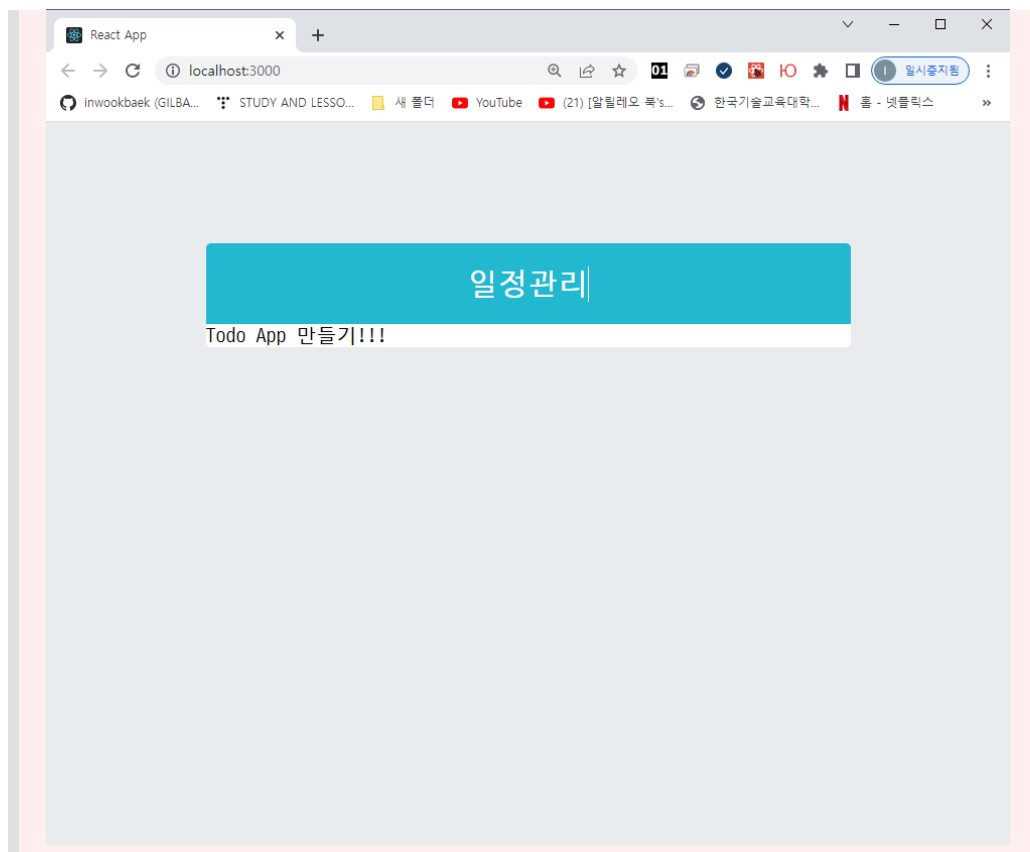 React App
localhost:3000
01
Ю
I 일시중지됨
inwookbaek (GILBA... STUDY AND LESSO... 새 폴더 YouTube (21) [알릴레오 북's... 한국기술교육대학... 홈 - 넷플릭스 »
일정관리
Todo App 만들기!!!